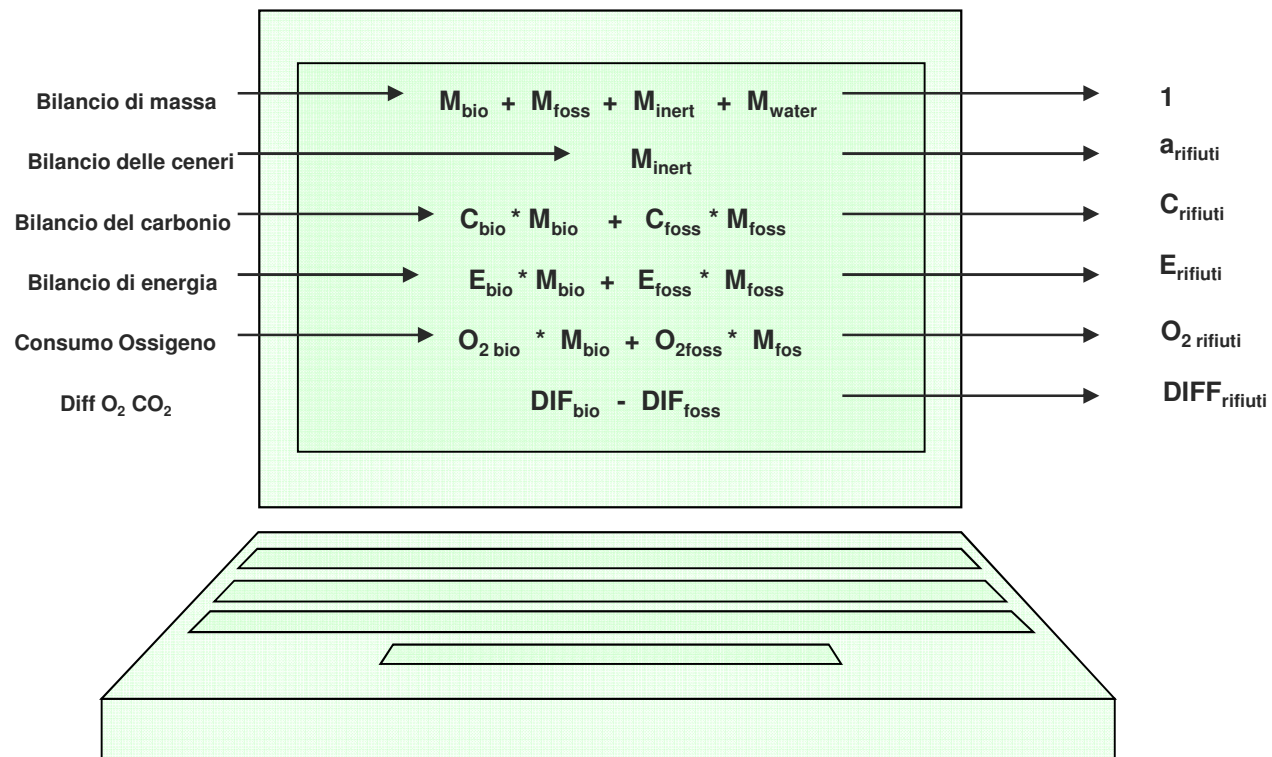 Bilancio di massa M_bio + M_foss + M_inert + M_water 1
Bilancio delle ceneri M_inert a_rifiuti
Bilancio del carbonio C_bio * M_bio + C_foss * M_foss C_rifiuti
Bilancio di energia E_bio * M_bio + E_foss * M_foss E_rifiuti
Consumo Ossigeno O_2 bio * M_bio + O_2foss * M_fos O_2 rifiuti
Diff O_2 CO_2 DIF_bio - DIF_foss DIFF_rifiuti